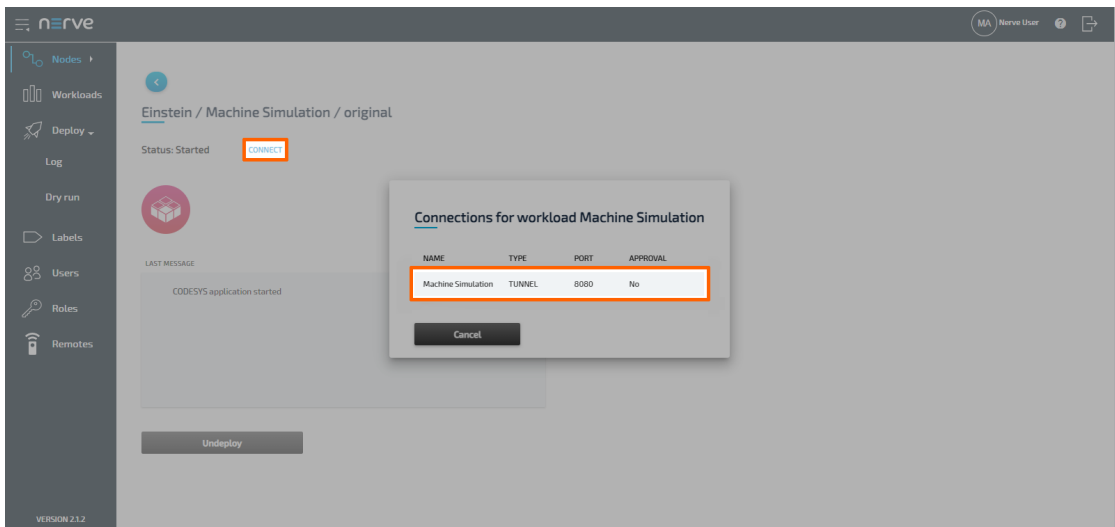 nerve
MA Nerve User ?
Nodes
Workloads
Deploy
Log
Dry run
Labels
Users
Roles
Remotes
VERSION 2.1.2
Einstein / Machine Simulation / original
Status: Started CONNECT
LAST MESSAGE
CODESYS application started
Undeploy
Connections for workload Machine Simulation
NAME TYPE PORT APPROVAL
Machine Simulation TUNNEL 8080 No
Cancel